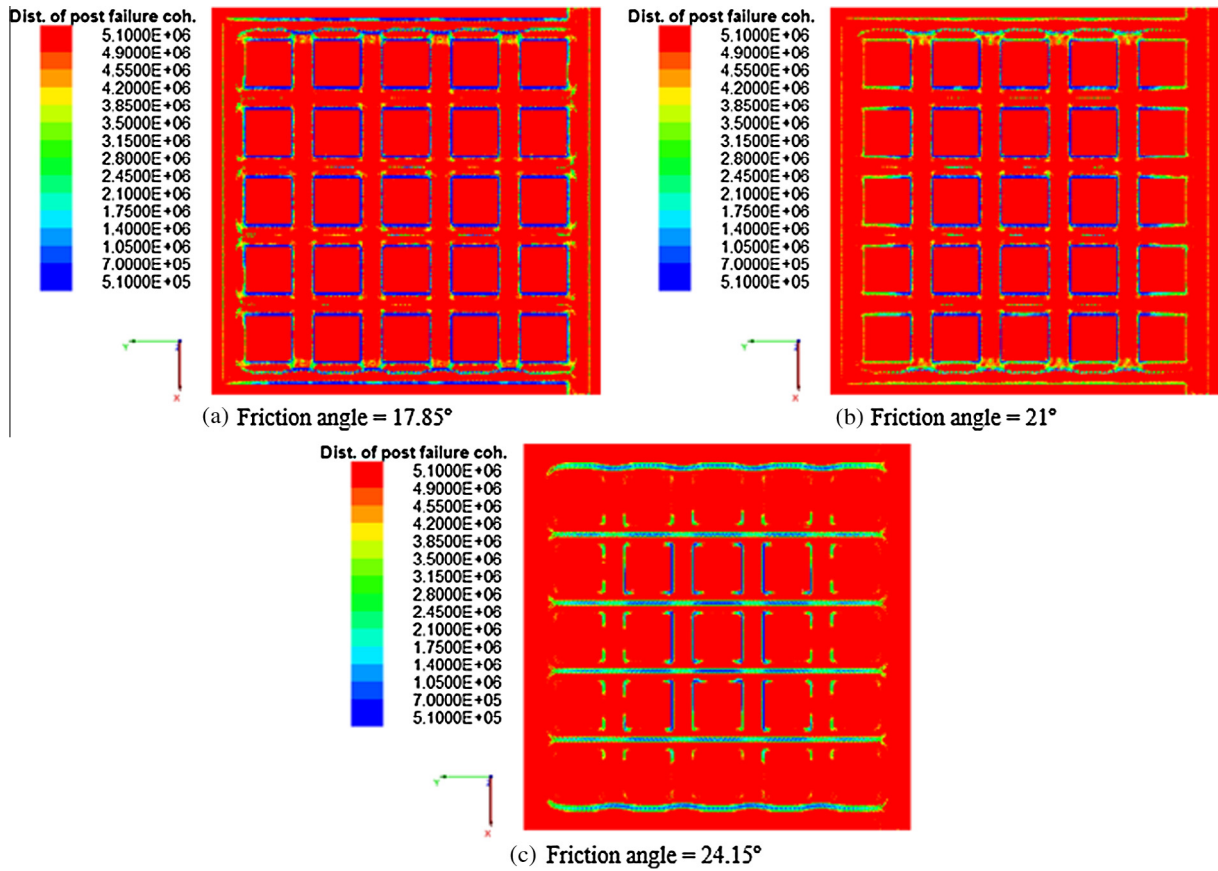 Dist. of post failure coh.
5.1000E+06
4.9000E+06
4.5500E+06
4.2000E+06
3.8500E+06
3.5000E+06
3.1500E+06
2.8000E+06
2.4500E+06
2.1000E+06
1.7500E+06
1.4000E+06
1.0500E+06
7.0000E+05
5.1000E+05
Y
Z
X
(a) Friction angle = 17.85°
Dist. of post failure coh.
5.1000E+06
4.9000E+06
4.5500E+06
4.2000E+06
3.8500E+06
3.5000E+06
3.1500E+06
2.8000E+06
2.4500E+06
2.1000E+06
1.7500E+06
1.4000E+06
1.0500E+06
7.0000E+05
5.1000E+05
Y
Z
X
(b) Friction angle = 21°
Dist. of post failure coh.
5.1000E+06
4.9000E+06
4.5500E+06
4.2000E+06
3.8500E+06
3.5000E+06
3.1500E+06
2.8000E+06
2.4500E+06
2.1000E+06
1.7500E+06
1.4000E+06
1.0500E+06
7.0000E+05
5.1000E+05
Y
Z
X
(c) Friction angle = 24.15°